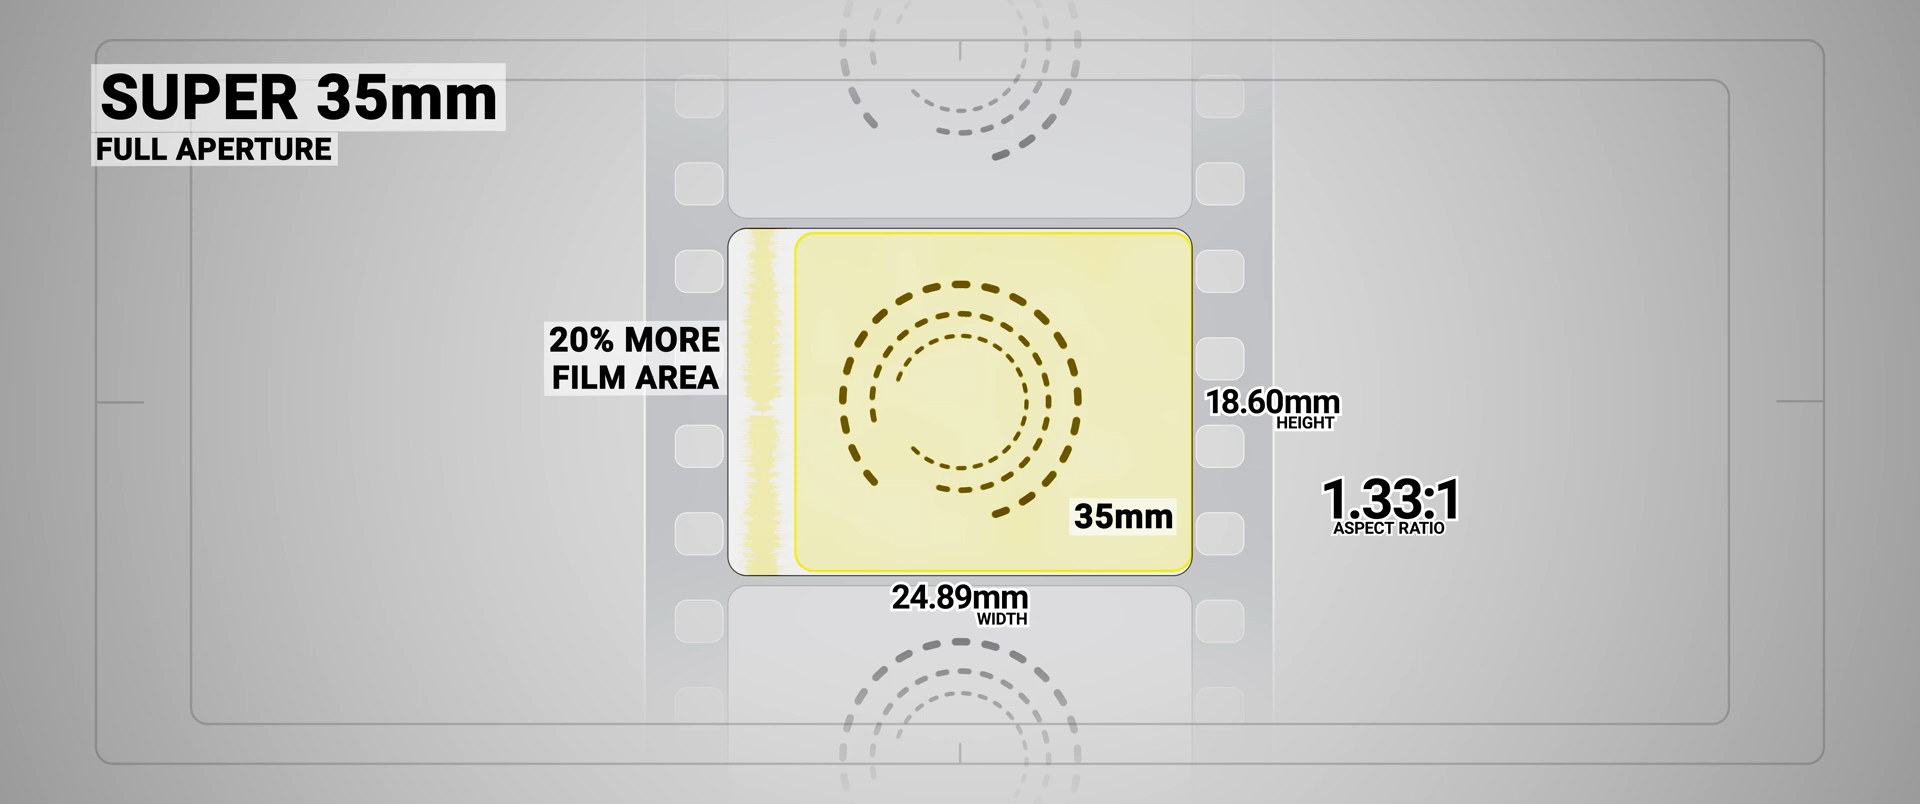 SUPER 35mm
FULL APERTURE
20% MORE
FILM AREA
18.60mm
HEIGHT
1.33:1
ASPECT RATIO
35mm
24.89mm
WIDTH